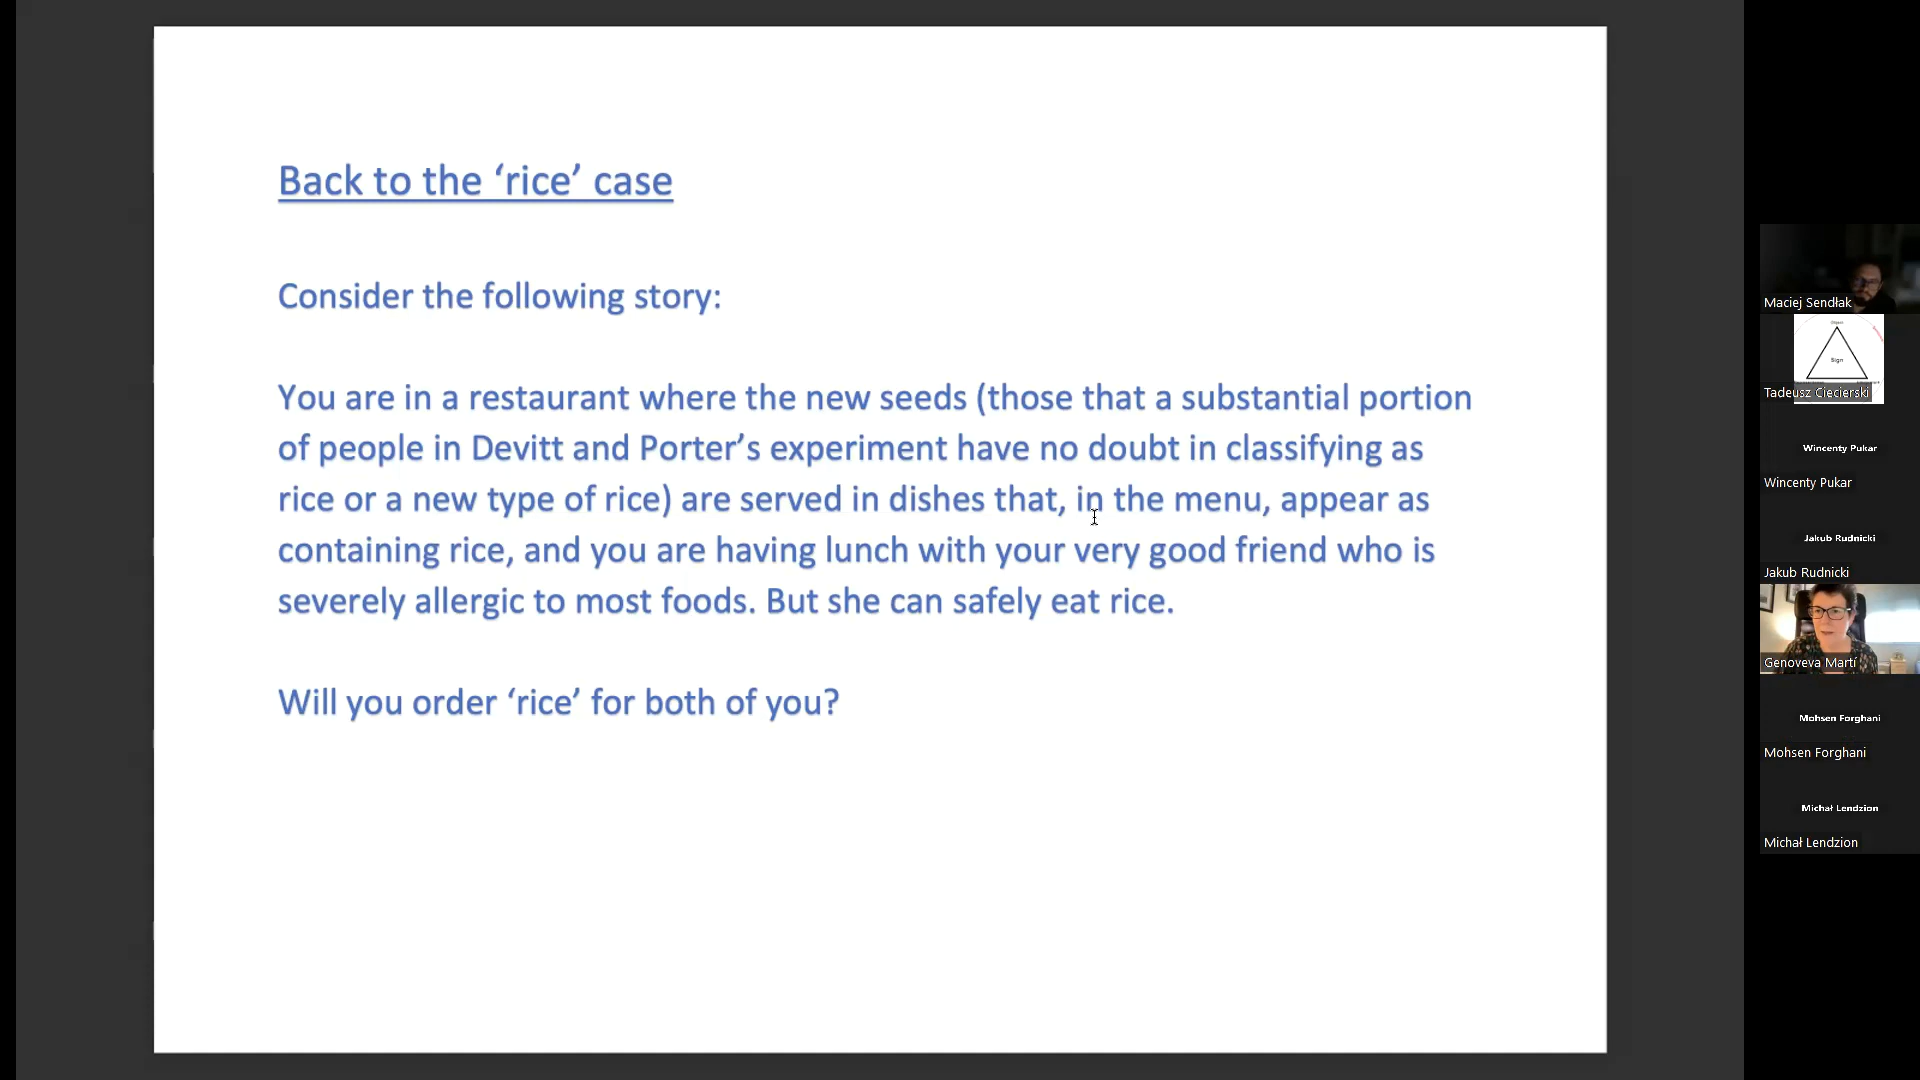 Back to the ‘rice’ case
Consider the following story:
You are in a restaurant where the new seeds (those that a substantial portion
of people in Devitt and Porter’s experiment have no doubt in classifying as
rice or a new type of rice) are served in dishes that, in the menu, appear as
containing rice, and you are having lunch with your very good friend who is
severely allergic to most foods. But she can safely eat rice.
Will you order ‘rice’ for both of you?
Maciej Sendłak
Sign
Tadeusz Ciecierski
Wincenty Pukar
Wincenty Pukar
Jakub Rudnicki
Jakub Rudnicki
Genoveva Martí
Mohsen Forghani
Mohsen Forghani
Michał Lendzion
Michał Lendzion